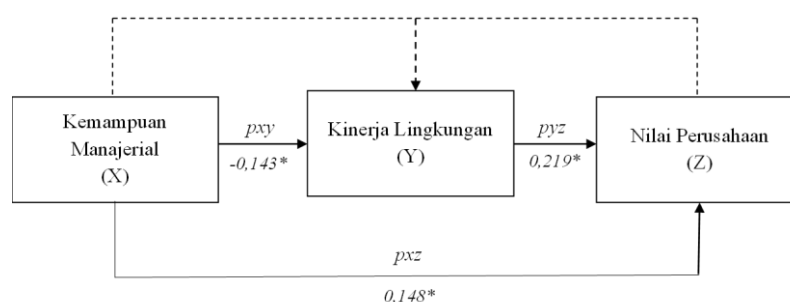 Kemampuan
Manajerial
(X)
pxy
-0,143*
Kinerja Lingkungan
(Y)
pyz
0,219*
Nilai Perusahaan
(Z)
pxz
0,148*